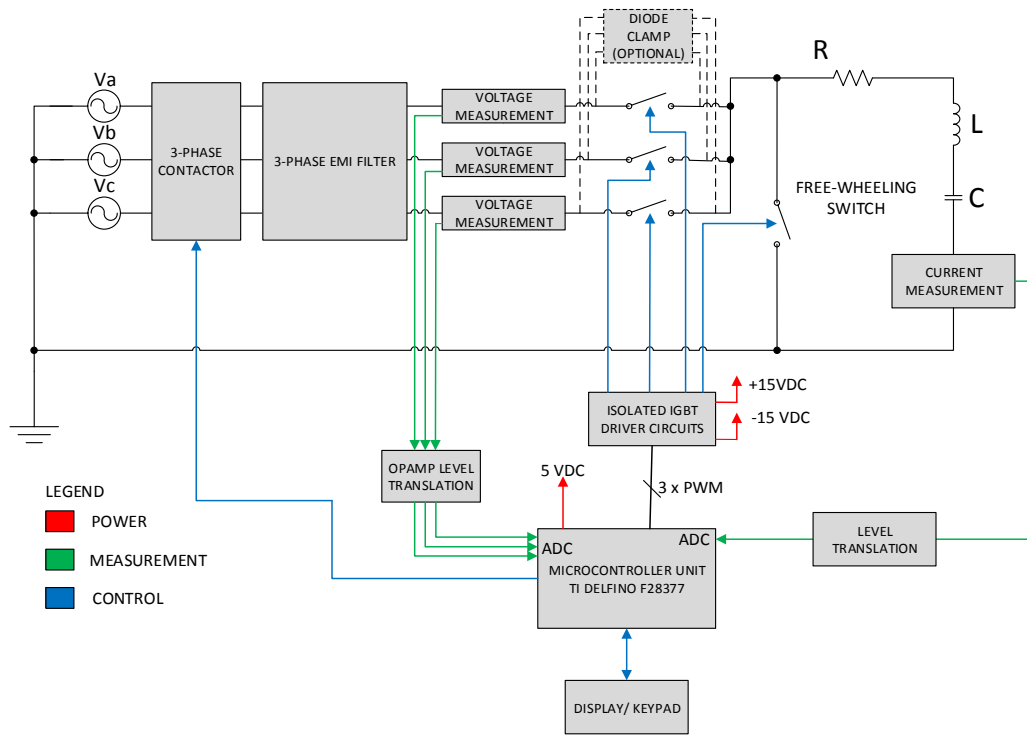 DIODE
CLAMP
(OPTIONAL)
R
Va
VOLTAGE
MEASUREMENT
L
Vb
3-PHASE
CONTACTOR
3-PHASE EMI FILTER
VOLTAGE
MEASUREMENT
Vc
FREE-WHEELING
SWITCH
C
VOLTAGE
MEASUREMENT
CURRENT
MEASUREMENT
+15VDC
ISOLATED IGBT
DRIVER CIRCUITS
-15 VDC
OPAMP LEVEL
TRANSLATION
5 VDC
3 x PWM
LEGEND
POWER
MEASUREMENT
CONTROL
ADC
ADC
MICROCONTROLLER UNIT
TI DELFINO F28377
LEVEL
TRANSLATION
DISPLAY/ KEYPAD